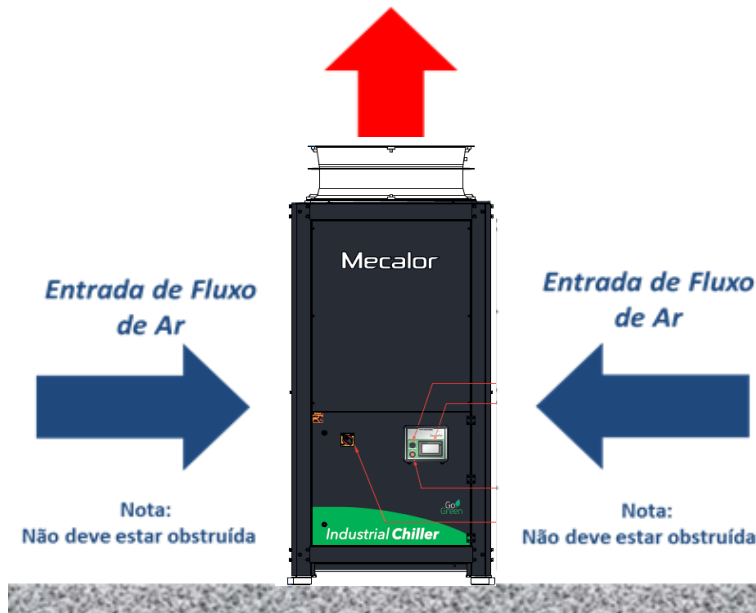 Mecalor
Entrada de Fluxo
de Ar
Entrada de Fluxo
de Ar
Nota:
Não deve estar obstruída
Nota:
Não deve estar obstruída
Go
Green
Industrial Chiller